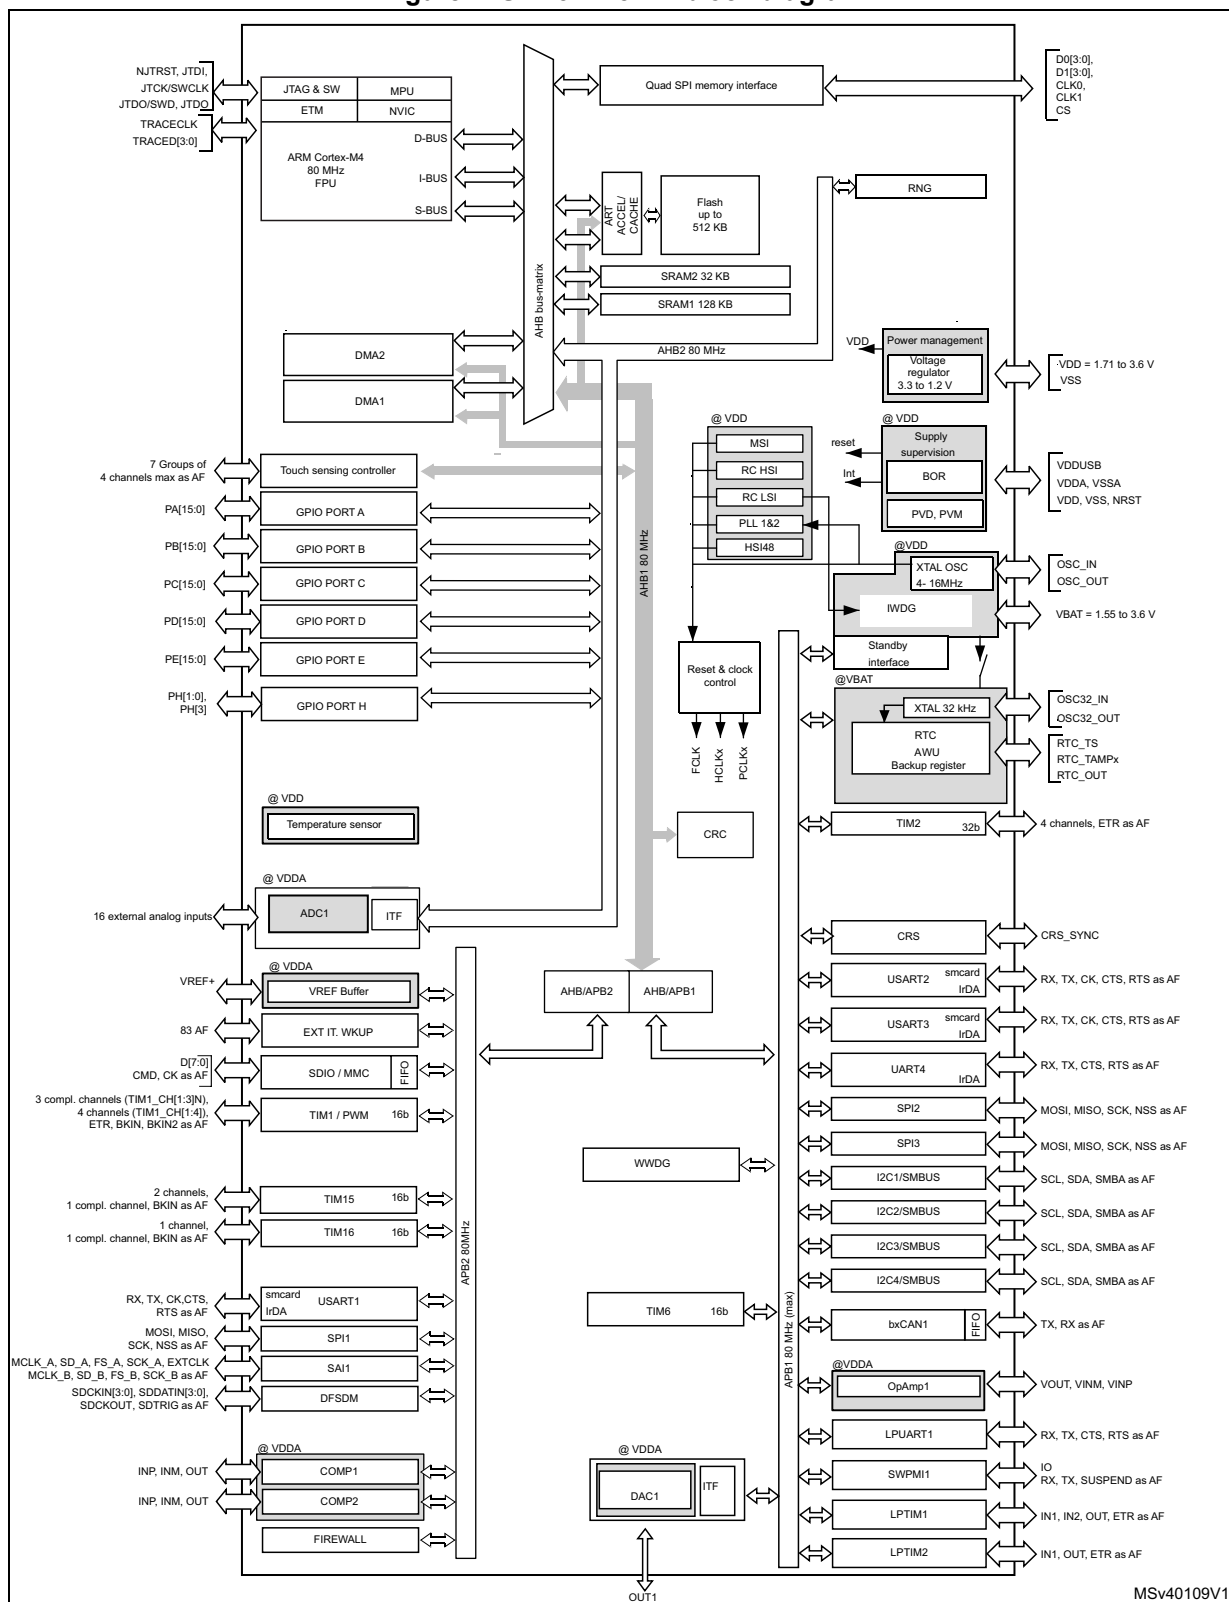 NJTRST, JTDI,
JTCK/SWCLK
JTDO/SWD, JTDO
TRACECLK
TRACED[3:0]
JTAG & SW
MPU
ETM
NVIC
ARM Cortex-M4
80 MHz
FPU
D-BUS
I-BUS
S-BUS
AHB bus-matrix
Quad SPI memory interface
D0[3:0],
D1[3:0],
CLK0,
CLK1
CS
ART
ACCEL/
CACHE
Flash
up to
512 KB
RNG
SRAM2 32 KB
SRAM1 128 KB
AHB2 80 MHz
DMA2
DMA1
VDD
Power management
Voltage
regulator
3.3 to 1.2 V
VDD = 1.71 to 3.6 V
VSS
@ VDD
MSI
RC HSI
RC LSI
PLL 1&2
HSI48
@ VDD
reset
Int
Supply
supervision
BOR
PVD, PVM
VDDUSB
VDDA, VSSA
VDD, VSS, NRST
7 Groups of
4 channels max as AF
Touch sensing controller
PA[15:0]
GPIO PORT A
PB[15:0]
GPIO PORT B
PC[15:0]
GPIO PORT C
PD[15:0]
GPIO PORT D
PE[15:0]
GPIO PORT E
PH[1:0],
PH[3]
GPIO PORT H
AHB1 80 MHz
@VDD
XTAL OSC
4- 16MHz
IWDG
OSC_IN
OSC_OUT
VBAT = 1.55 to 3.6 V
Standby
interface
Reset & clock
control
FCLK
HCLKx
PCLKx
@VBAT
XTAL 32 kHz
RTC
AWU
Backup register
OSC32_IN
OSC32_OUT
RTC_TS
RTC_TAMPx
RTC_OUT
@ VDD
Temperature sensor
CRC
TIM2
32b
4 channels, ETR as AF
@ VDDA
16 external analog inputs
ADC1
ITF
CRS
CRS_SYNC
@ VDDA
VREF+
VREF Buffer
AHB/APB2
AHB/APB1
USART2
smcard
IrDA
RX, TX, CK, CTS, RTS as AF
83 AF
EXT IT. WKUP
USART3
smcard
IrDA
RX, TX, CK, CTS, RTS as AF
D[7:0]
CMD, CK as AF
SDIO / MMC
FIFO
UART4
IrDA
RX, TX, CTS, RTS as AF
3 compl. channels (TIM1_CH[1:3]N),
4 channels (TIM1_CH[1:4]),
ETR, BKIN, BKIN2 as AF
TIM1 / PWM
16b
SPI2
MOSI, MISO, SCK, NSS as AF
SPI3
MOSI, MISO, SCK, NSS as AF
WWDG
I2C1/SMBUS
SCL, SDA, SMBA as AF
2 channels,
1 compl. channel, BKIN as AF
TIM15
16b
I2C2/SMBUS
SCL, SDA, SMBA as AF
1 channel,
1 compl. channel, BKIN as AF
TIM16
16b
I2C3/SMBUS
SCL, SDA, SMBA as AF
APB2 80MHz
I2C4/SMBUS
SCL, SDA, SMBA as AF
RX, TX, CK,CTS,
RTS as AF
smcard
IrDA
USART1
TIM6
16b
APB1 80 MHz (max)
bxCAN1
FIFO
TX, RX as AF
MOSI, MISO,
SCK, NSS as AF
SPI1
MCLK_A, SD_A, FS_A, SCK_A, EXTCLK
MCLK_B, SD_B, FS_B, SCK_B as AF
SAI1
@VDDA
OpAmp1
VOUT, VINM, VINP
SDCKIN[3:0], SDDATIN[3:0],
SDCKOUT, SDTRIG as AF
DFSDM
LPUART1
RX, TX, CTS, RTS as AF
@ VDDA
INP, INM, OUT
COMP1
INP, INM, OUT
COMP2
FIREWALL
@ VDDA
DAC1
ITF
OUT1
SWPMI1
IO
RX, TX, SUSPEND as AF
LPTIM1
IN1, IN2, OUT, ETR as AF
LPTIM2
IN1, OUT, ETR as AF
MSv40109V1